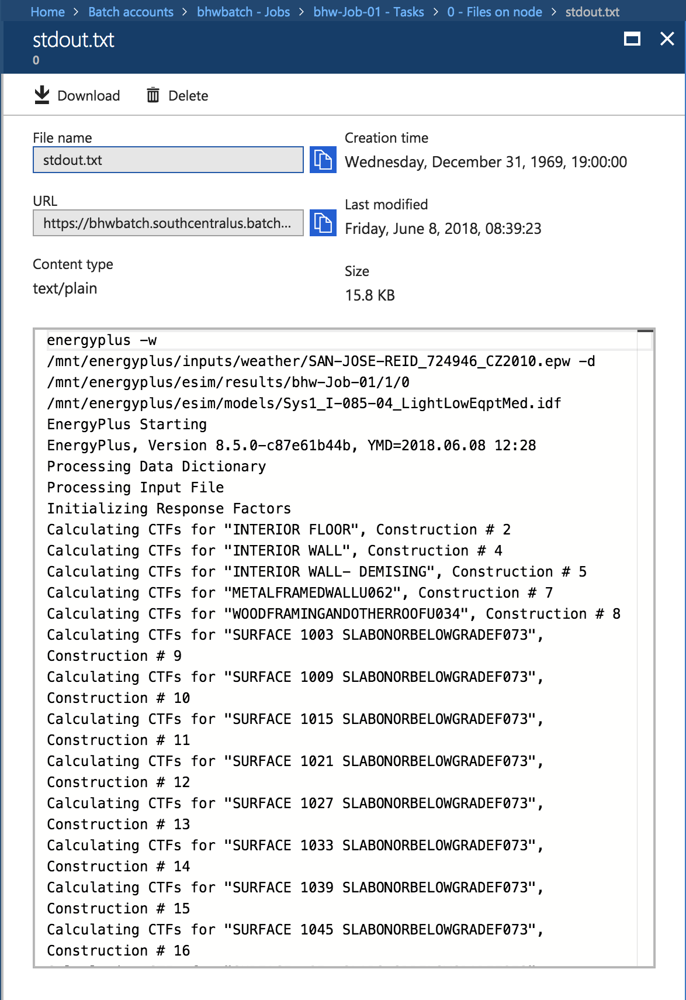 Home > Batch accounts > bhwbatch - Jobs > bhw-Job-01 - Tasks > 0 - Files on node > stdout.txt
stdout.txt
0
Download Delete
File name
stdout.txt
Creation time
Wednesday, December 31, 1969, 19:00:00
URL
https://bhwbatch.southcentralus.batch...
Last modified
Friday, June 8, 2018, 08:39:23
Content type
text/plain
Size
15.8 KB
energyplus -w
/mnt/energyplus/inputs/weather/SAN-JOSE-REID_724946_CZ2010.epw -d
/mnt/energyplus/esim/results/bhw-Job-01/1/0
/mnt/energyplus/esim/models/Sys1_I-085-04_LightLowEqptMed.idf
EnergyPlus Starting
EnergyPlus, Version 8.5.0-c87e61b44b, YMD=2018.06.08 12:28
Processing Data Dictionary
Processing Input File
Initializing Response Factors
Calculating CTFs for "INTERIOR FLOOR", Construction # 2
Calculating CTFs for "INTERIOR WALL", Construction # 4
Calculating CTFs for "INTERIOR WALL- DEMISING", Construction # 5
Calculating CTFs for "METALFRAMEDWALLU062", Construction # 7
Calculating CTFs for "WOODFRAMINGANDOTHERROOFU034", Construction # 8
Calculating CTFs for "SURFACE 1003 SLABONORBELOWGRADEF073",
Construction # 9
Calculating CTFs for "SURFACE 1009 SLABONORBELOWGRADEF073",
Construction # 10
Calculating CTFs for "SURFACE 1015 SLABONORBELOWGRADEF073",
Construction # 11
Calculating CTFs for "SURFACE 1021 SLABONORBELOWGRADEF073",
Construction # 12
Calculating CTFs for "SURFACE 1027 SLABONORBELOWGRADEF073",
Construction # 13
Calculating CTFs for "SURFACE 1033 SLABONORBELOWGRADEF073",
Construction # 14
Calculating CTFs for "SURFACE 1039 SLABONORBELOWGRADEF073",
Construction # 15
Calculating CTFs for "SURFACE 1045 SLABONORBELOWGRADEF073",
Construction # 16